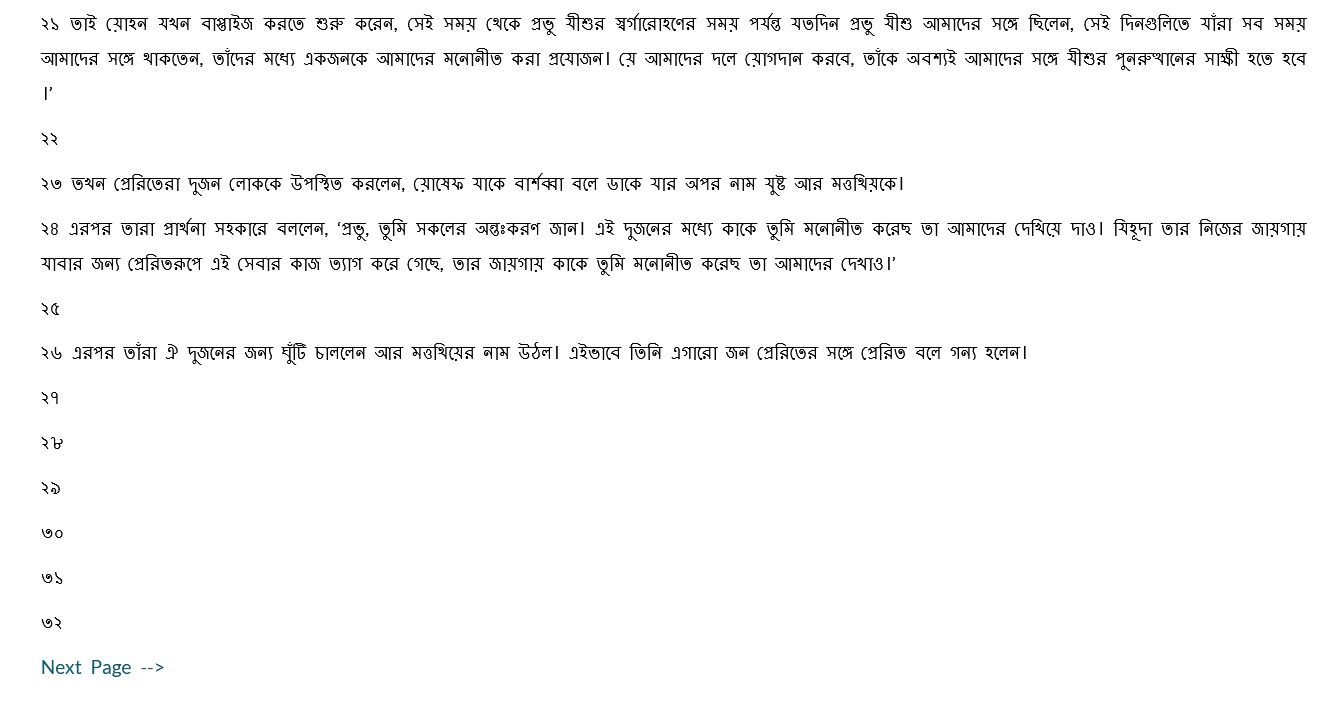 ২১ তাই য়োহন যখন বাপ্তাইজ করতে শুরু করেন, সেই সময় থেকে প্রভু যীশুর স্বর্গারোহণের সময় পর্যন্ত যতদিন প্রভু যীশু আমাদের সঙ্গে ছিলেন, সেই দিনগুলিতে যাঁরা সব সময়
আমাদের সঙ্গে থাকতেন, তাঁদের মধ্যে একজনকে আমাদের মনোনীত করা প্রযোজন। য়ে আমাদের দলে য়োগদান করবে, তাঁকে অবশ্যই আমাদের সঙ্গে যীশুর পুনরুত্থানের সাক্ষী হতে হবে
।’
২২
২৩ তখন প্রেরিতেরা দুজন লোককে উপস্থিত করলেন, য়োষেফ যাকে বার্শব্বা বলে ডাকে যার অপর নাম যুষ্ট আর মত্তথিয়কে।
২৪ এরপর তারা প্রার্থনা সহকারে বললেন, ‘প্রভু, তুমি সকলের অন্তঃকরণ জান। এই দুজনের মধ্যে কাকে তুমি মনোনীত করেছ তা আমাদের দেখিয়ে দাও। যিহূদা তার নিজের জায়গায়
যাবার জন্য প্রেরিতরূপে এই সেবার কাজ ত্যাগ করে গেছে, তার জায়গায় কাকে তুমি মনোনীত করেছ তা আমাদের দেখাও।’
২৫
২৬ এরপর তাঁরা ঐ দুজনের জন্য ঘুঁটি চাললেন আর মত্তথিয়ের নাম উঠল। এইভাবে তিনি এগারো জন প্রেরিতের সঙ্গে প্রেরিত বলে গন্য হলেন।
২৭
২৮
২৯
৩০
৩১
৩২
Next Page -->